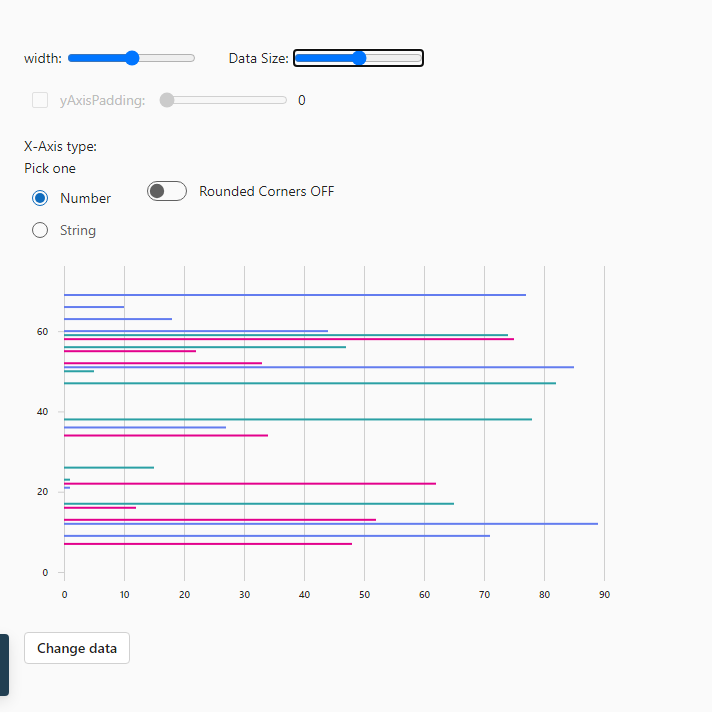 width: Data Size:
yAxisPadding: 0
X-Axis type:
Pick one
Number
Rounded Corners OFF
String
60
40
20
0
0 10 20 30 40 50 60 70 80 90
Change data